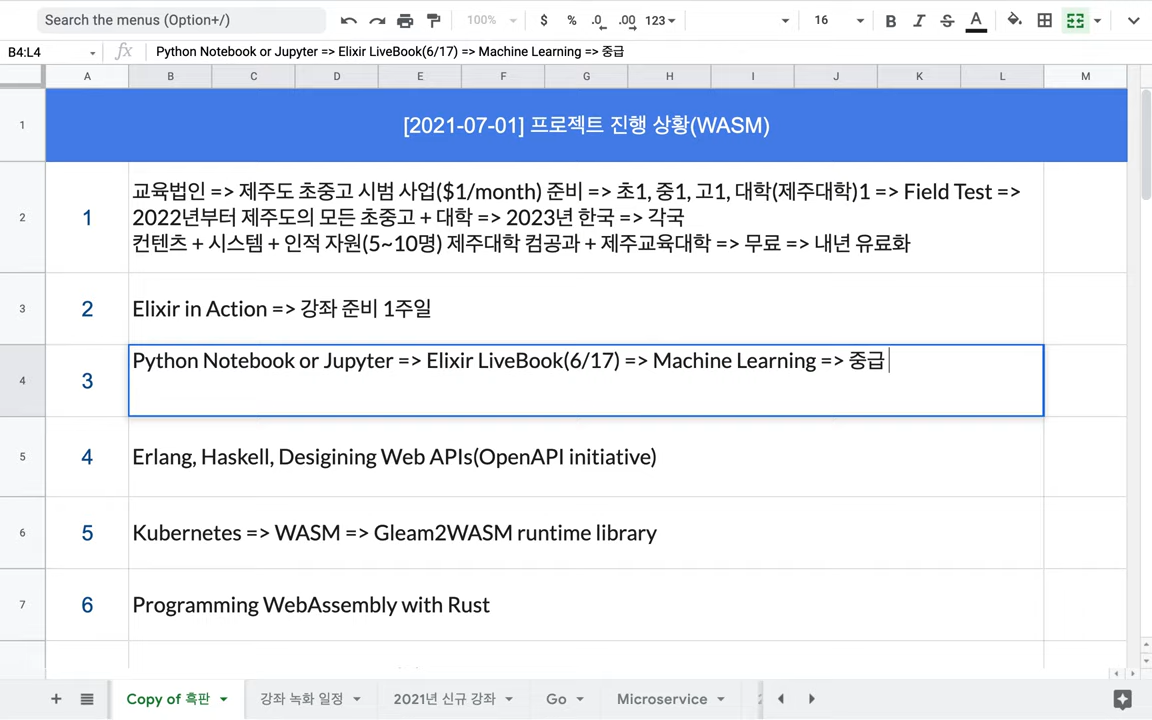 Search the menus (Option+/)
100%
$ % .0 .00 123
16
B I S A
B4:L4
fx Python Notebook or Jupyter => Elixir LiveBook(6/17) => Machine Learning => 중급
A B C D E F G H I J K L M
1 [2021-07-01] 프로젝트 진행 상황(WASM)
2 1 교육법인 => 제주도 초중고 시범 사업($1/month) 준비 => 초1, 중1, 고1, 대학(제주대학)1 => Field Test =>
2022년부터 제주도의 모든 초중고 + 대학 => 2023년 한국 => 각국
컨텐츠 + 시스템 + 인적 자원(5~10명) 제주대학 컴공과 + 제주교육대학 => 무료 => 내년 유료화
3 2 Elixir in Action => 강좌 준비 1주일
4 3 Python Notebook or Jupyter => Elixir LiveBook(6/17) => Machine Learning => 중급
5 4 Erlang, Haskell, Desigining Web APIs(OpenAPI initiative)
6 5 Kubernetes => WASM => Gleam2WASM runtime library
7 6 Programming WebAssembly with Rust
Copy of 흑판 강좌 녹화 일정 2021년 신규 강좌 Go Microservice